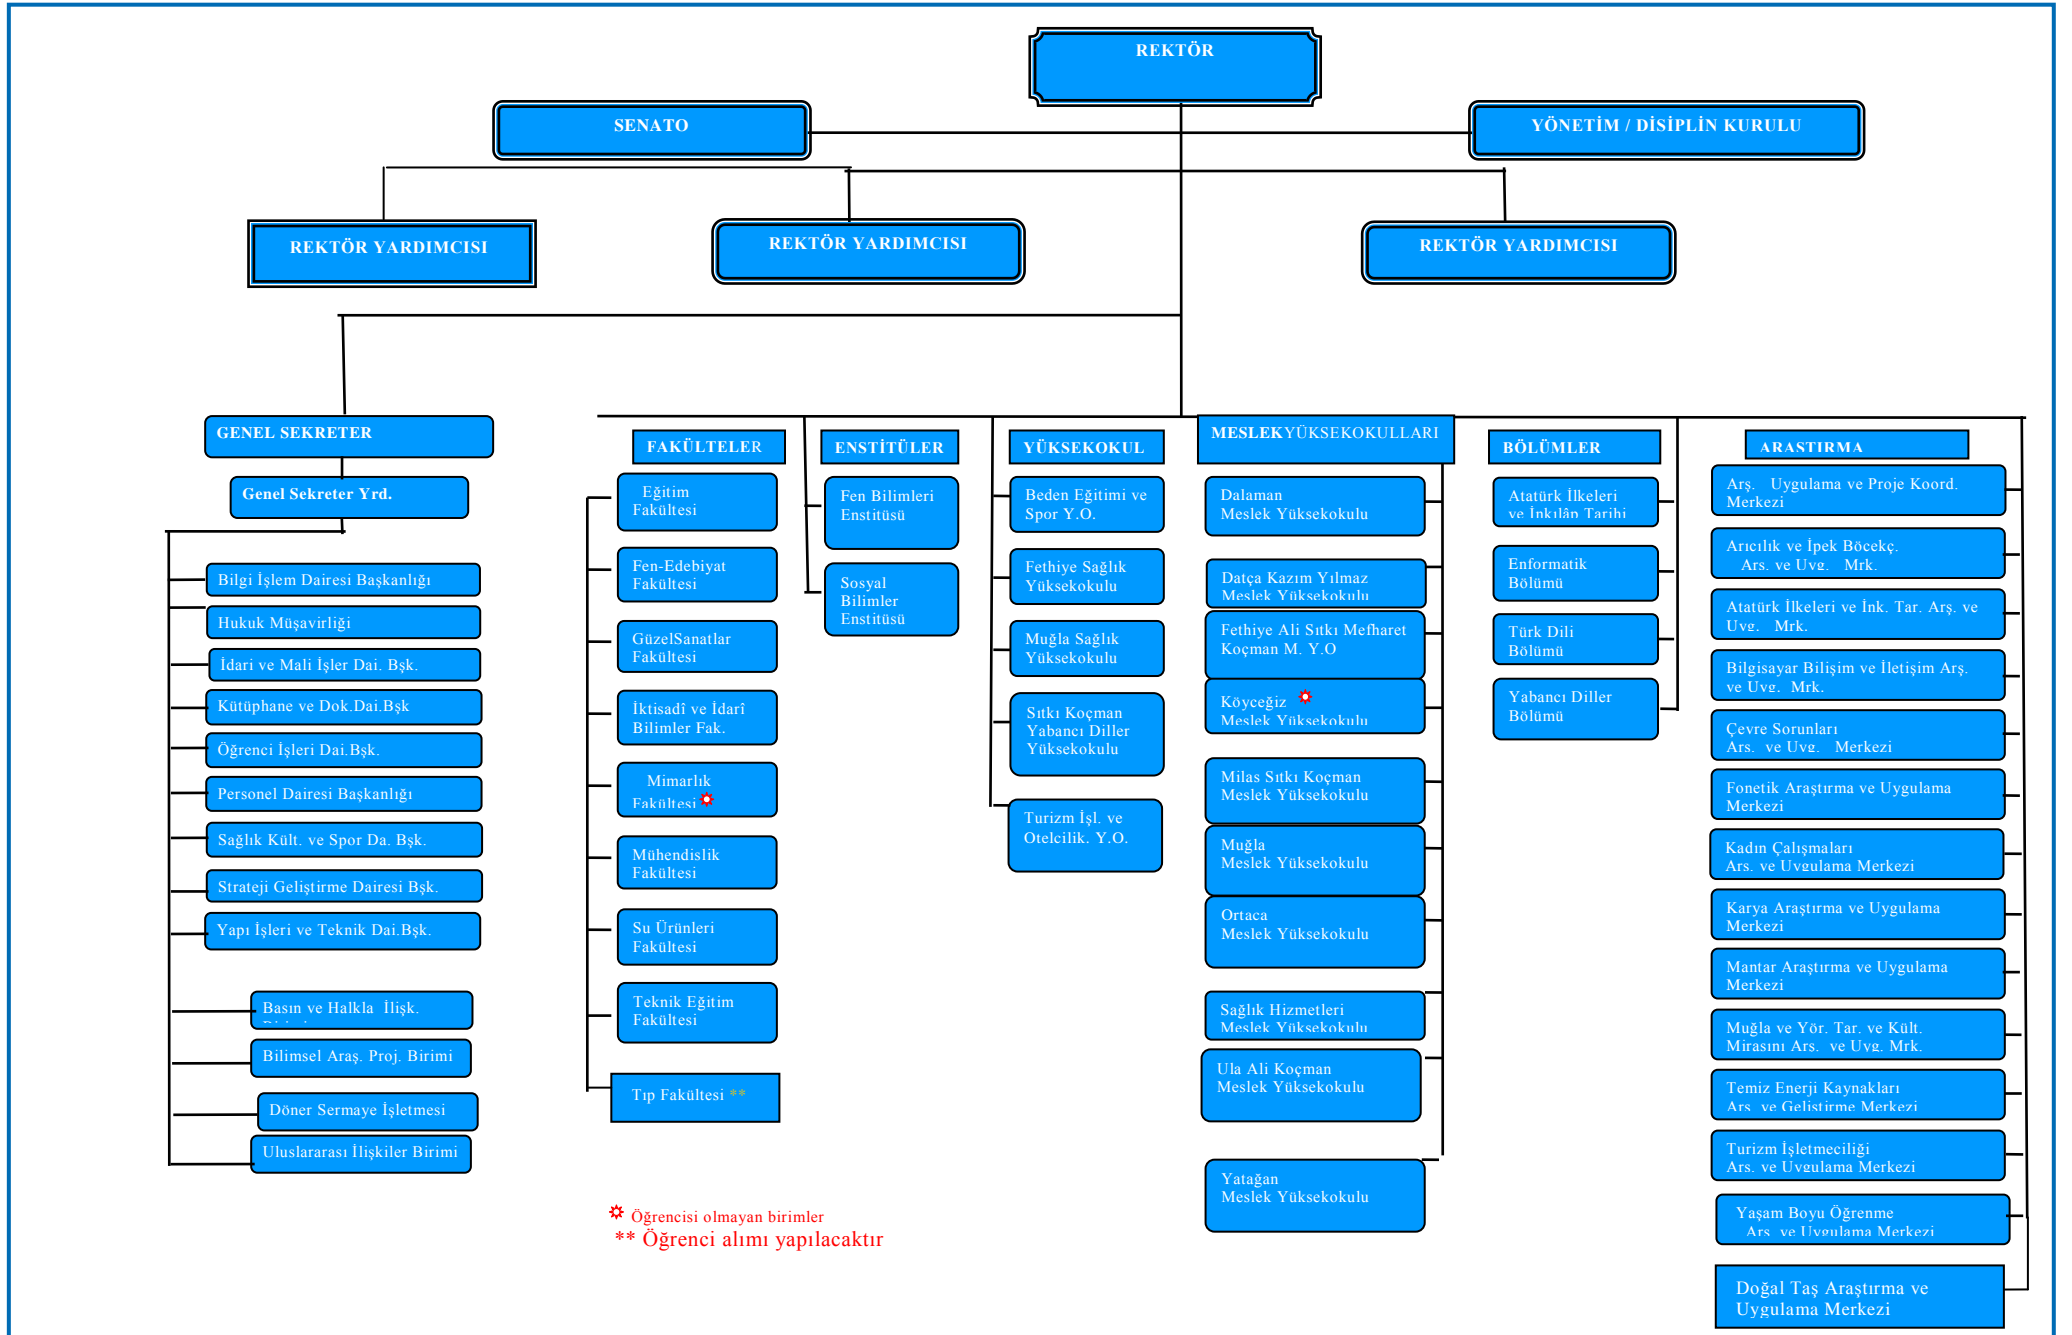 REKTÖR
SENATO
YÖNETİM / DİSİPLİN KURULU
REKTÖR YARDIMCISI
REKTÖR YARDIMCISI
REKTÖR YARDIMCISI
GENEL SEKRETER
Genel Sekreter Yrd.
Bilgi İşlem Dairesi Başkanlığı
Hukuk Müşavirliği
İdari ve Mali İşler Dai. Bşk.
Kütüphane ve Dok.Dai.Bşk
Öğrenci İşleri Dai.Bşk.
Personel Dairesi Başkanlığı
Sağlık Kült. ve Spor Da. Bşk.
Strateji Geliştirme Dairesi Bşk.
Yapı İşleri ve Teknik Dai.Bşk.
Basın ve Halkla İlişk.
Bilimsel Araş. Proj. Birimi
Döner Sermaye İşletmesi
Uluslararası İlişkiler Birimi
FAKÜLTELER
Eğitim
Fakültesi
Fen-Edebiyat
Fakültesi
GüzelSanatlar
Fakültesi
İktisadî ve İdarî
Bilimler Fak.
Mimarlık
Fakültesi
Mühendislik
Fakültesi
Su Ürünleri
Fakültesi
Teknik Eğitim
Fakültesi
Tıp Fakültesi **
ENSTİTÜLER
Fen Bilimleri
Enstitüsü
Sosyal
Bilimler
Enstitüsü
YÜKSEKOKUL
Beden Eğitimi ve
Spor Y.O.
Fethiye Sağlık
Yüksekokulu
Muğla Sağlık
Yüksekokulu
Sıtkı Koçman
Yabancı Diller
Yüksekokulu
Turizm İşl. ve
Otelcilik. Y.O.
MESLEKYÜKSEKOKULLARI
Dalaman
Meslek Yüksekokulu
Datça Kazım Yılmaz
Meslek Yüksekokulu
Fethiye Ali Sıtkı Mefharet
Koçman M. Y.O
Köyceğiz
Meslek Yüksekokulu
Milas Sıtkı Koçman
Meslek Yüksekokulu
Muğla
Meslek Yüksekokulu
Ortaca
Meslek Yüksekokulu
Sağlık Hizmetleri
Meslek Yüksekokulu
Ula Ali Koçman
Meslek Yüksekokulu
Yatağan
Meslek Yüksekokulu
BÖLÜMLER
Atatürk İlkeleri
ve İnkılâp Tarihi
Enformatik
Bölümü
Türk Dili
Bölümü
Yabancı Diller
Bölümü
ARAŞTIRMA
Arş. Uygulama ve Proje Koord.
Merkezi
Arıcılık ve İpek Böcekç.
Arş. ve Uyg. Mrk.
Atatürk İlkeleri ve İnk. Tar. Arş. ve
Uyg. Mrk.
Bilgisayar Bilişim ve İletişim Arş.
ve Uyg. Mrk.
Çevre Sorunları
Arş. ve Uyg. Merkezi
Fonetik Araştırma ve Uygulama
Merkezi
Kadın Çalışmaları
Arş. ve Uygulama Merkezi
Karya Araştırma ve Uygulama
Merkezi
Mantar Araştırma ve Uygulama
Merkezi
Muğla ve Yör. Tar. ve Kült.
Mirasını Arş. ve Uyg. Mrk.
Temiz Enerji Kaynakları
Arş. ve Geliştirme Merkezi
Turizm İşletmeciliği
Arş. ve Uygulama Merkezi
Yaşam Boyu Öğrenme
Arş. ve Uygulama Merkezi
Doğal Taş Araştırma ve
Uygulama Merkezi
Öğrencisi olmayan birimler
** Öğrenci alımı yapılacaktır